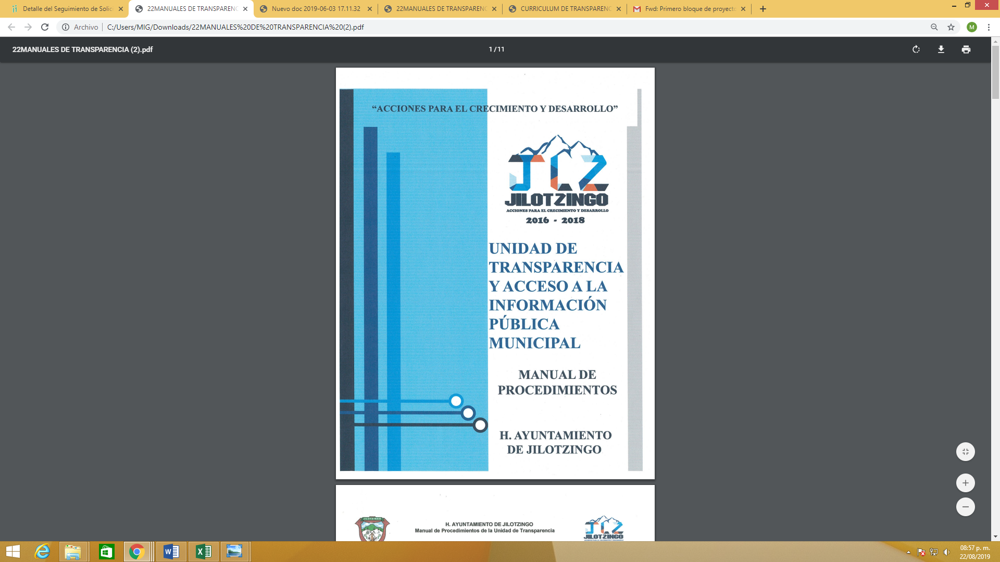 Detalle del Seguimiento de Solici
22MANUALES DE TRANSPARENC
Nuevo doc 2019-06-03 17.11.32
22MANUALES DE TRANSPARENC
CURRICULUM DE TRANSPARENC
Fwd: Primero bloque de proyecto
Archivo
C:/Users/MIG/Downloads/22MANUALES%20DE%20TRANSPARENCIA%20(2).pdf
M
22MANUALES DE TRANSPARENCIA (2).pdf
1 / 11
“ACCIONES PARA EL CRECIMIENTO Y DESARROLLO”
JLZ
JILOTZINGO
ACCIONES PARA EL CRECIMIENTO Y DESARROLLO
2016 - 2018
UNIDAD DE
TRANSPARENCIA
Y ACCESO A LA
INFORMACIÓN
PÚBLICA
MUNICIPAL
MANUAL DE
PROCEDIMIENTOS
H. AYUNTAMIENTO
DE JILOTZINGO
JILOTZINGO
H. AYUNTAMIENTO DE JILOTZINGO
Manual de Procedimientos de la Unidad de Transparencia
JLZ
JILOTZINGO
08:57 p. m.
22/08/2019